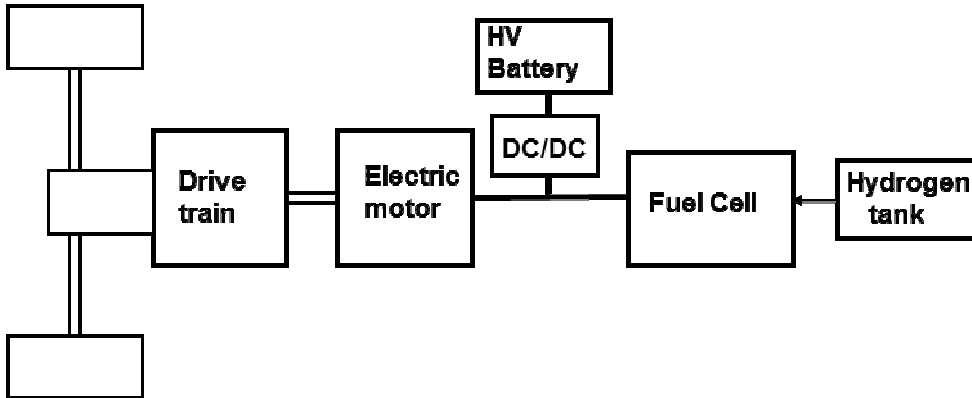 HV
Battery
DC/DC
Drive
train
Electric
motor
Fuel Cell
Hydrogen
tank